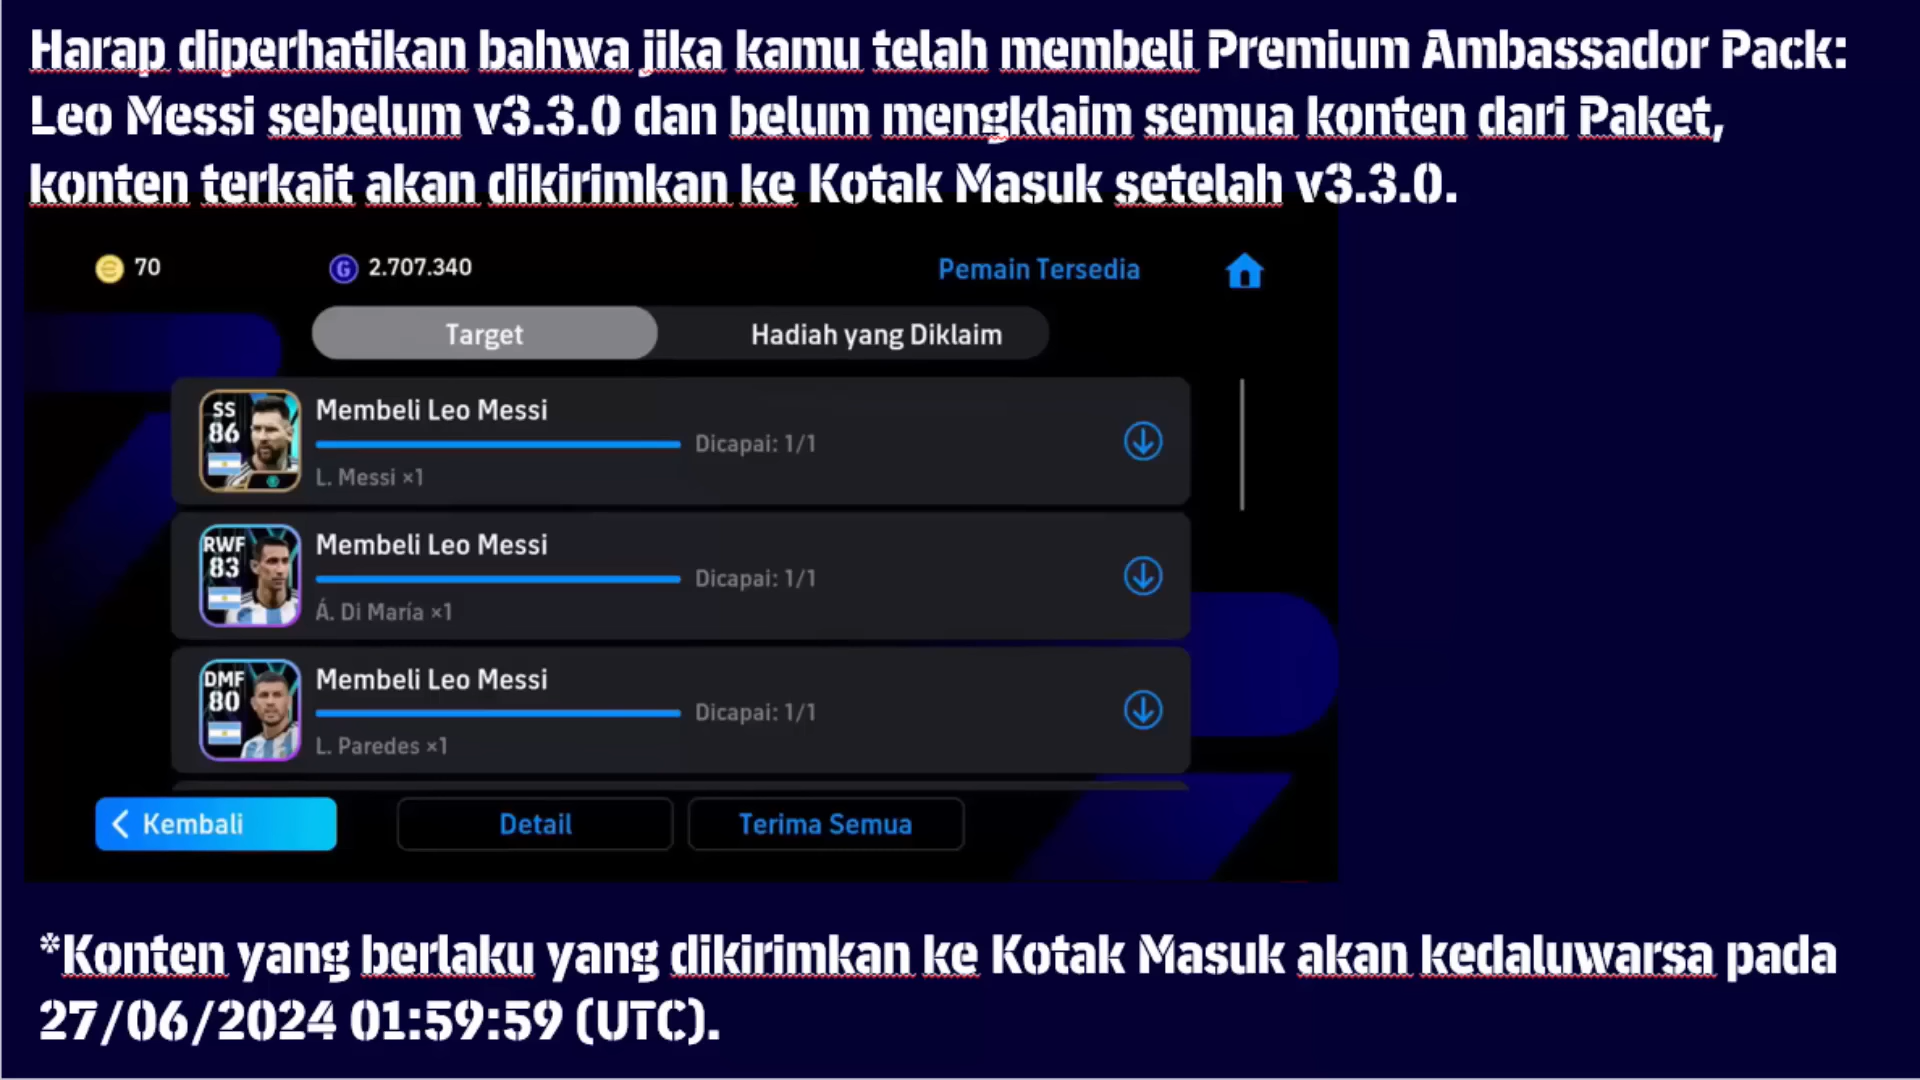 Harap diperhatikan bahwa jika kamu telah membeli Premium Ambassador Pack:
Leo Messi sebelum v3.3.0 dan belum mengklaim semua konten dari Paket,
konten terkait akan dikirimkan ke Kotak Masuk setelah v3.3.0.
70
G 2.707.340
Pemain Tersedia
Target
Hadiah yang Diklaim
SS
86
Membeli Leo Messi
Dicapai: 1/1
L. Messi ×1
RWF
83
Membeli Leo Messi
Dicapai: 1/1
Á. Di María ×1
DMF
80
Membeli Leo Messi
Dicapai: 1/1
L. Paredes ×1
Kembali
Detail
Terima Semua
*Konten yang berlaku yang dikirimkan ke Kotak Masuk akan kedaluwarsa pada
27/06/2024 01:59:59 (UTC).